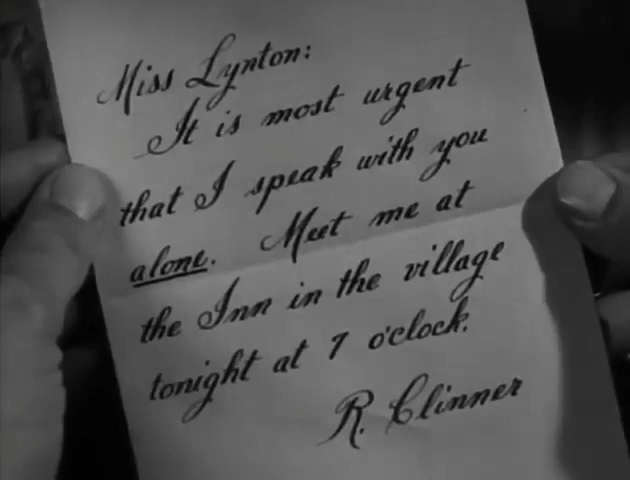 Miss Lynton:
It is most urgent
that I speak with you
alone. Meet me at
the Inn in the village
tonight at 7 o'clock.
R. Clinner